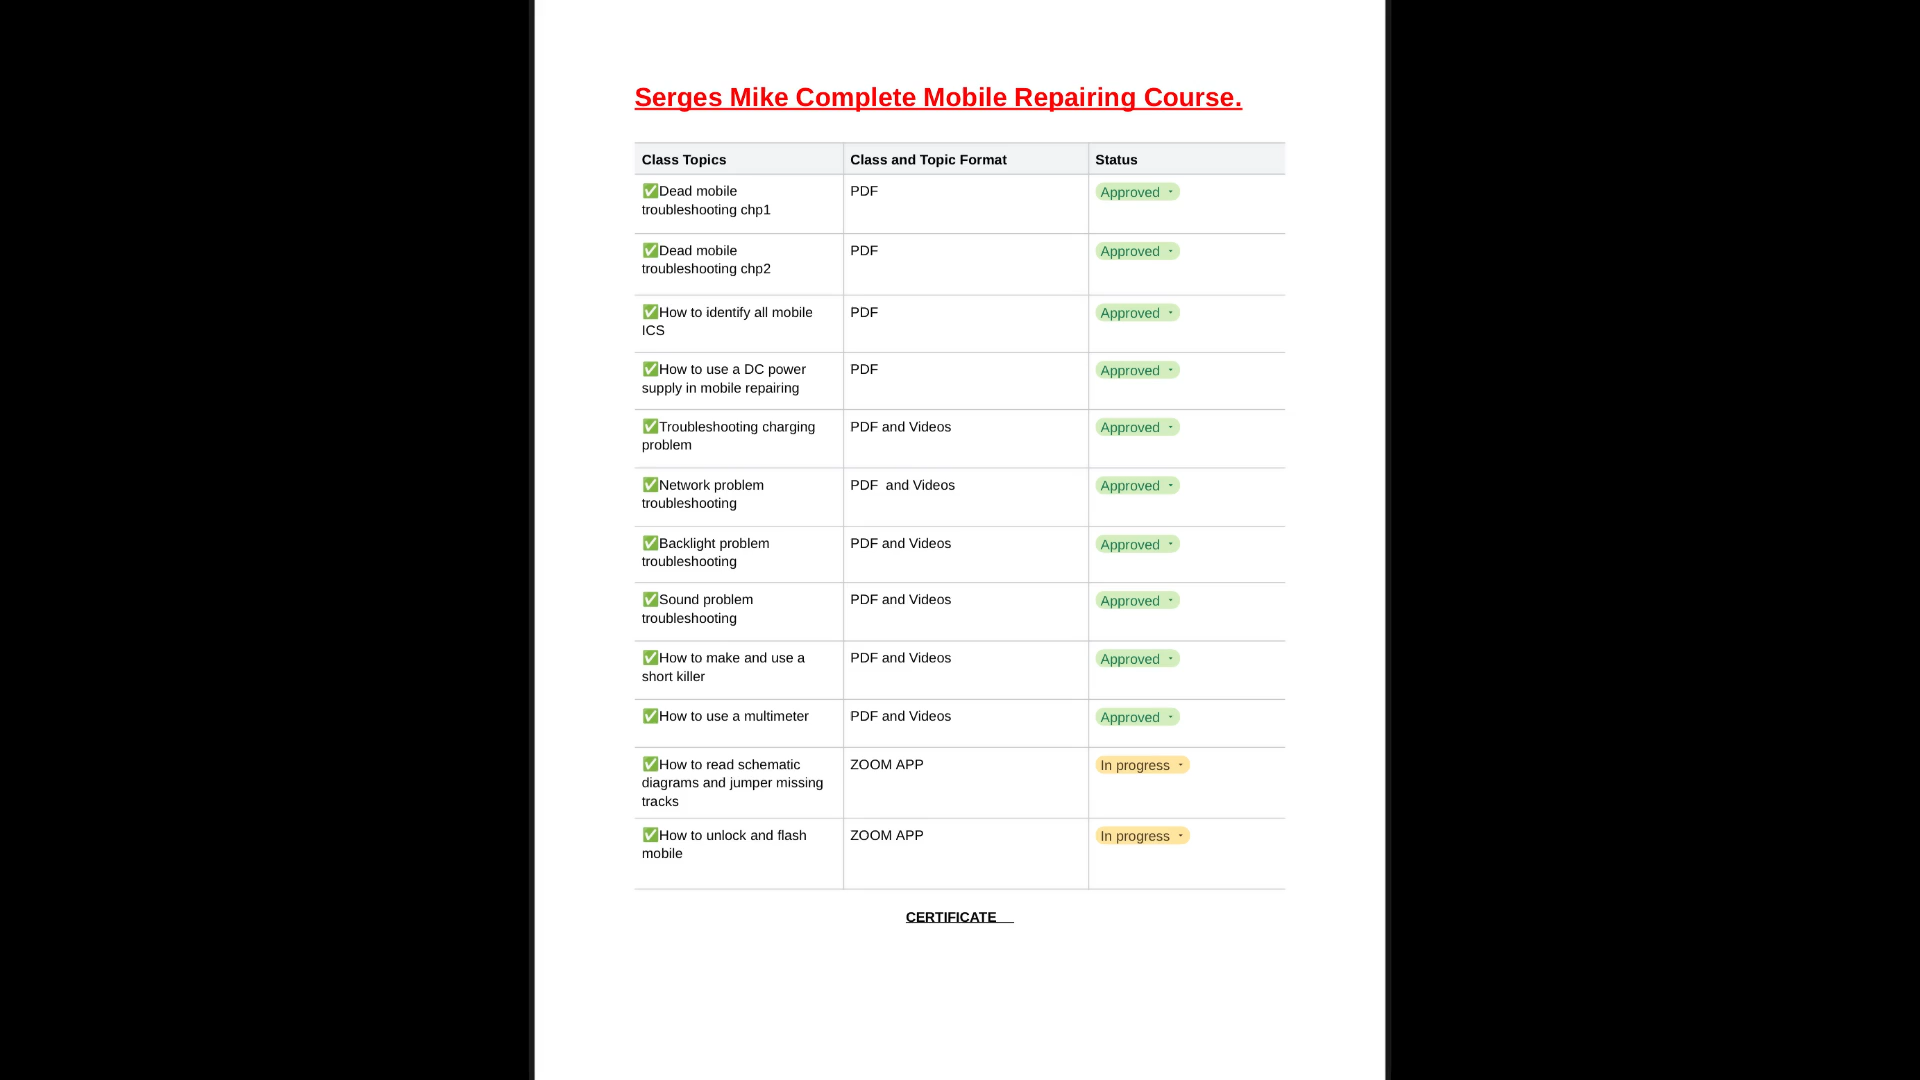 Serges Mike Complete Mobile Repairing Course.
Class Topics
Class and Topic Format
Status
✅Dead mobile
troubleshooting chp1
PDF
Approved
✅Dead mobile
troubleshooting chp2
PDF
Approved
✅How to identify all mobile
ICS
PDF
Approved
✅How to use a DC power
supply in mobile repairing
PDF
Approved
✅Troubleshooting charging
problem
PDF and Videos
Approved
✅Network problem
troubleshooting
PDF  and Videos
Approved
✅Backlight problem
troubleshooting
PDF and Videos
Approved
✅Sound problem
troubleshooting
PDF and Videos
Approved
✅How to make and use a
short killer
PDF and Videos
Approved
✅How to use a multimeter
PDF and Videos
Approved
✅How to read schematic
diagrams and jumper missing
tracks
ZOOM APP
In progress
✅How to unlock and flash
mobile
ZOOM APP
In progress
CERTIFICATE